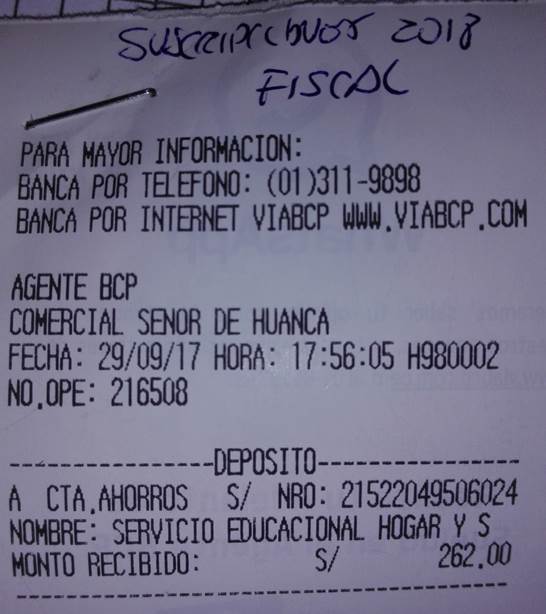 SUSCRIPCIONES 2018
FISCAL
PARA MAYOR INFORMACION:
BANCA POR TELEFONO: (01)311-9898
BANCA POR INTERNET VIABCP WWW.VIABCP.COM
AGENTE BCP
COMERCIAL SENOR DE HUANCA
FECHA: 29/09/17 HORA: 17:56:05 H980002
NO.OPE: 216508
----------------DEPOSITO----------------
A CTA.AHORROS S/ NRO: 21522049506024
NOMBRE: SERVICIO EDUCACIONAL HOGAR Y S
MONTO RECIBIDO: S/ 262.00